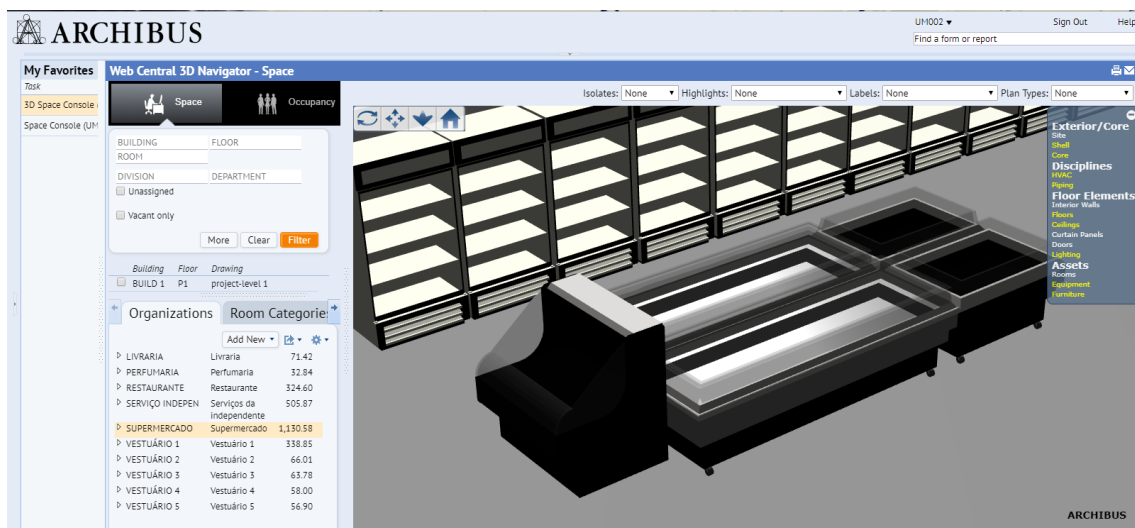 ARCHIBUS
UM002 ▾ Sign Out Help
Find a form or report
My Favorites
Task
3D Space Console (
Space Console (UM
Web Central 3D Navigator - Space
Space Occupancy
Isolates: None Highlights: None Labels: None Plan Types: None
BUILDING FLOOR
ROOM
DIVISION DEPARTMENT
Unassigned
Vacant only
More Clear Filter
Building Floor Drawing
BUILD 1 P1 project-level 1
Organizations Room Categories
Add New
LIVRARIA Livraria 71.42
PERFUMARIA Perfumaria 32.84
RESTAURANTE Restaurante 324.60
SERVIÇO INDEPEN Serviços da independente 505.87
SUPERMERCADO Supermercado 1,130.58
VESTUÁRIO 1 Vestuário 1 338.85
VESTUÁRIO 2 Vestuário 2 66.01
VESTUÁRIO 3 Vestuário 3 63.78
VESTUÁRIO 4 Vestuário 4 58.00
VESTUÁRIO 5 Vestuário 5 56.90
Exterior/Core
Site
Shell
Core
Disciplines
HVAC
Piping
Floor Elements
Interior Walls
Floors
Ceilings
Curtain Panels
Doors
Lighting
Assets
Rooms
Equipment
Furniture
ARCHIBUS